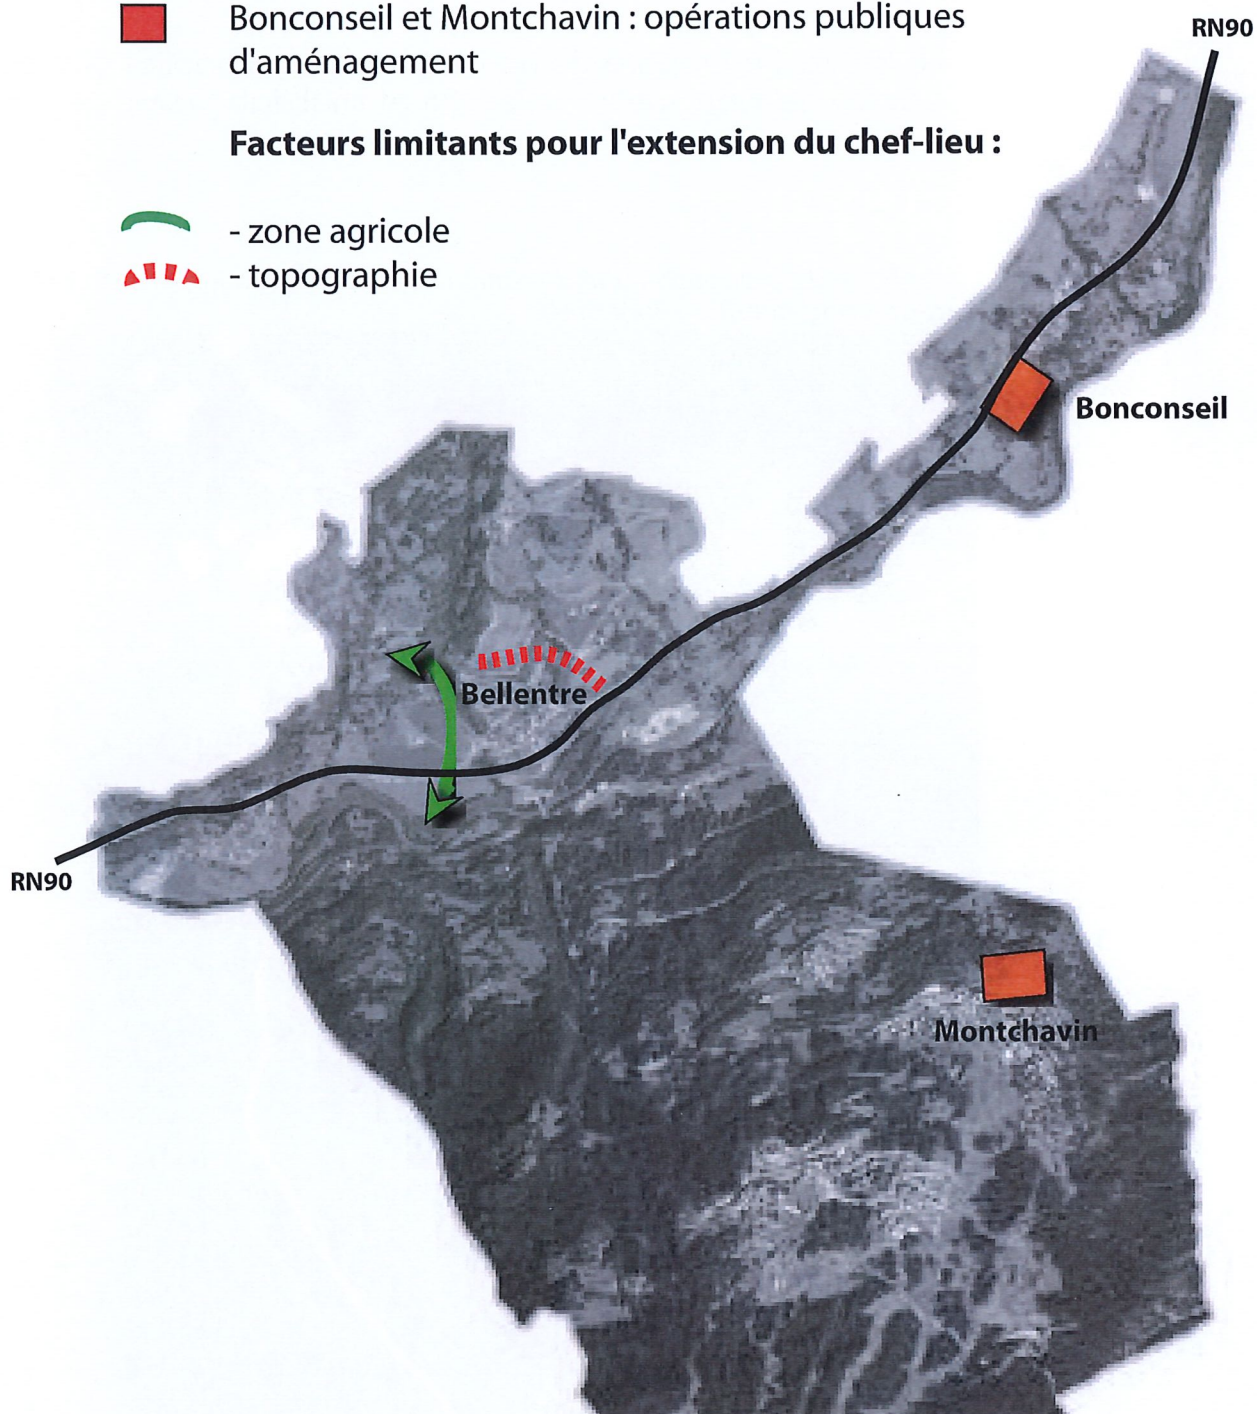 Bonconseil et Montchavin : opérations publiques
d'aménagement
RN90
Facteurs limitants pour l'extension du chef-lieu :
- zone agricole
- topographie
Bonconseil
Bellentre
RN90
Montchavin